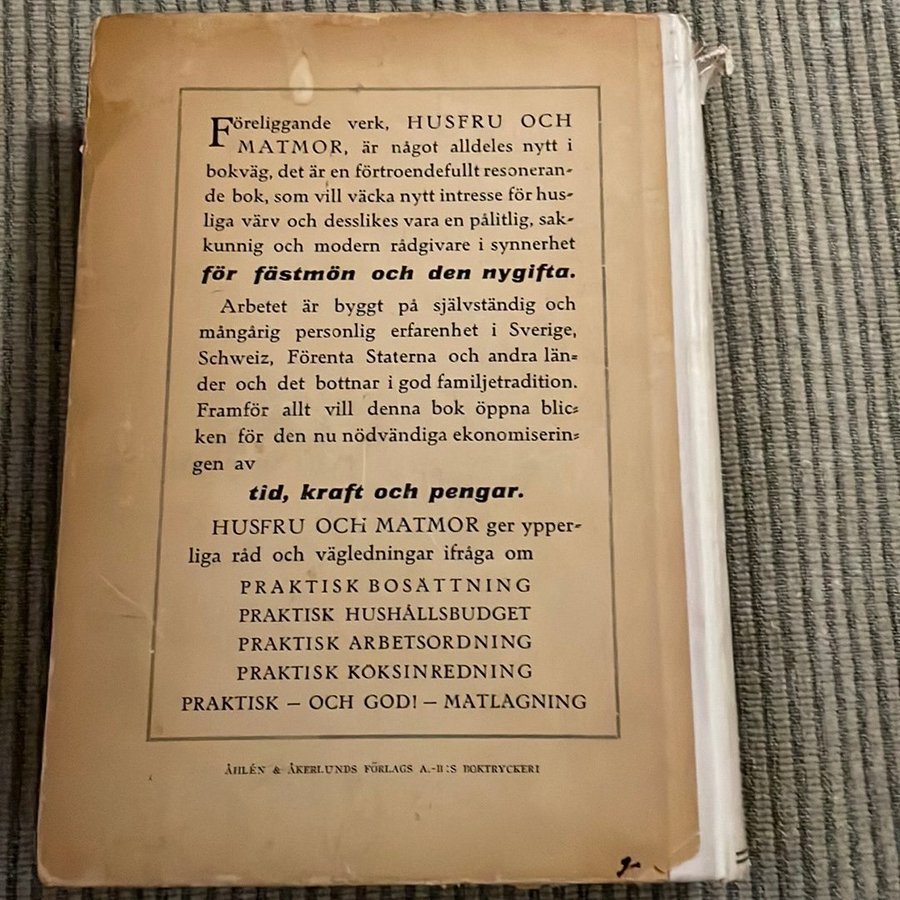 Föreliggande verk, HUSFRU OCH
MATMOR, är något alldeles nytt i
bokväg, det är en förtroendefullt resoneran-
de bok, som vill väcka nytt intresse för hus-
liga värv och desslikes vara en pålitlig, sak-
kunnig och modern rådgivare i synnerhet
för fästmön och den nygifta.
Arbetet är byggt på självständig och
mångårig personlig erfarenhet i Sverige,
Schweiz, Förenta Staterna och andra län-
der och det bottnar i god familjetradition.
Framför allt vill denna bok öppna blic-
ken för den nu nödvändiga ekonomiserin-
gen av
tid, kraft och pengar.
HUSFRU OCH MATMOR ger ypper-
liga råd och vägledningar ifråga om
PRAKTISK BOSÄTTNING
PRAKTISK HUSHÅLLSBUDGET
PRAKTISK ARBETSORDNING
PRAKTISK KÖKSINREDNING
PRAKTISK – OCH GOD! – MATLAGNING
ÅHLÉN & ÅKERLUNDS FÖRLAGS A.-B:S BOKTRYCKERI
9-